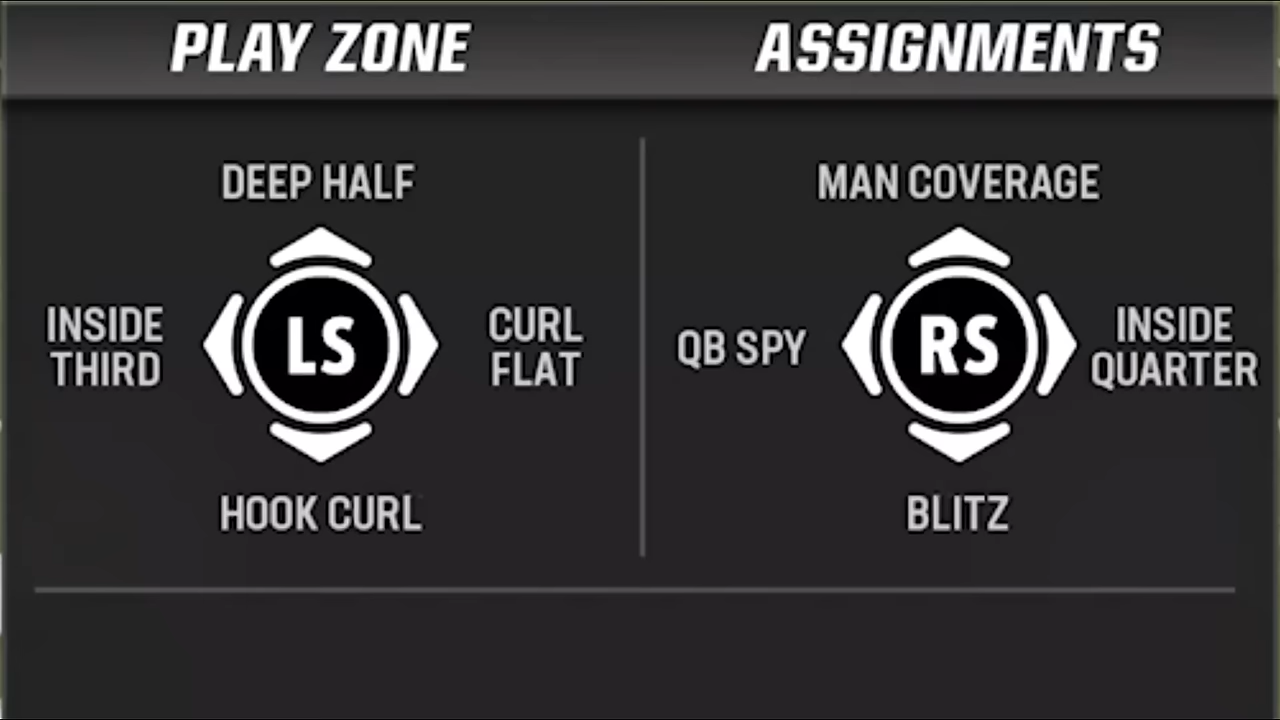 PLAY ZONE
ASSIGNMENTS
DEEP HALF
INSIDE
THIRD
LS
CURL
FLAT
HOOK CURL
MAN COVERAGE
QB SPY
RS
INSIDE
QUARTER
BLITZ